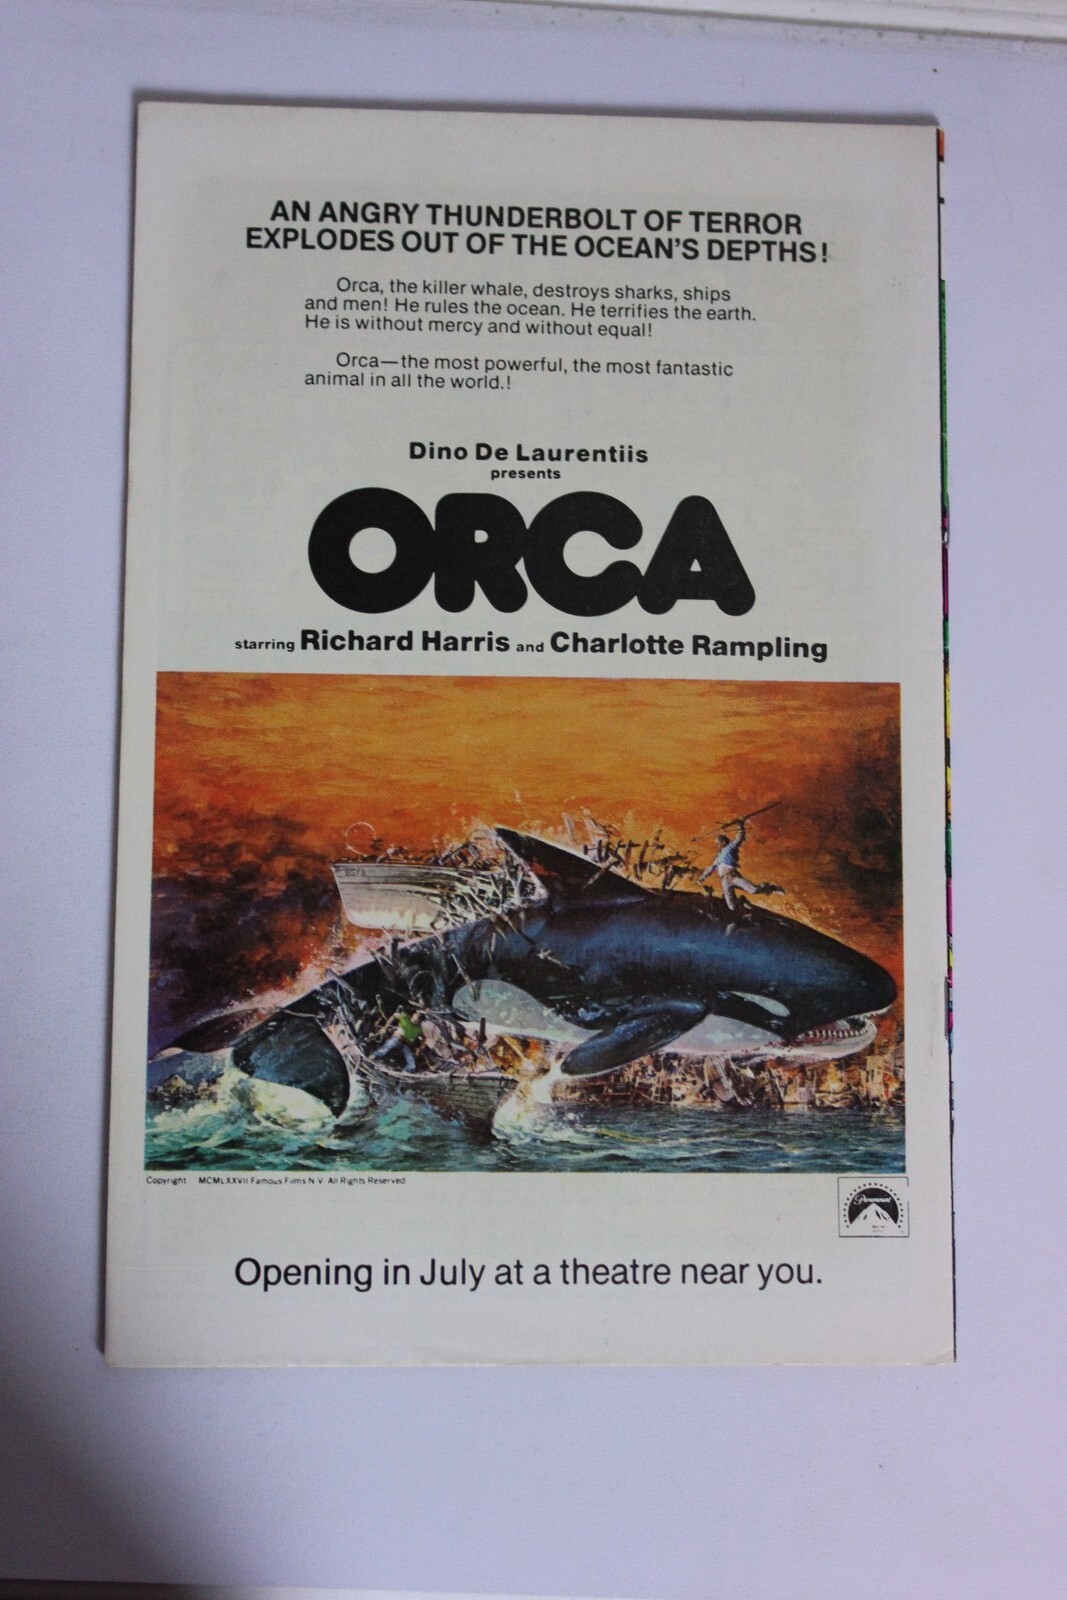 AN ANGRY THUNDERBOLT OF TERROR
EXPLODES OUT OF THE OCEAN'S DEPTHS!
Orca, the killer whale, destroys sharks, ships
and men! He rules the ocean. He terrifies the earth.
He is without mercy and without equal!
Orca—the most powerful, the most fantastic
animal in all the world.!
Dino De Laurentiis
presents
ORCA
starring Richard Harris and Charlotte Rampling
Copyright MCMLXXVII Famous Films N V All Rights Reserved
Paramount
Opening in July at a theatre near you.